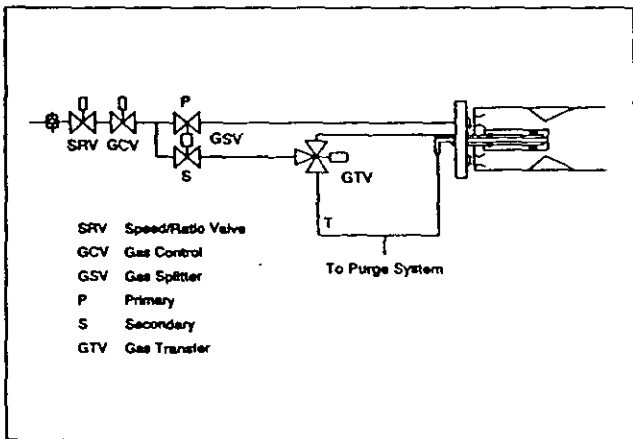 P
SRV GCV GSV
S
GTV
T
To Purge System
SRV Speed/Ratio Valve
GCV Gas Control
GSV Gas Splitter
P Primary
S Secondary
GTV Gas Transfer